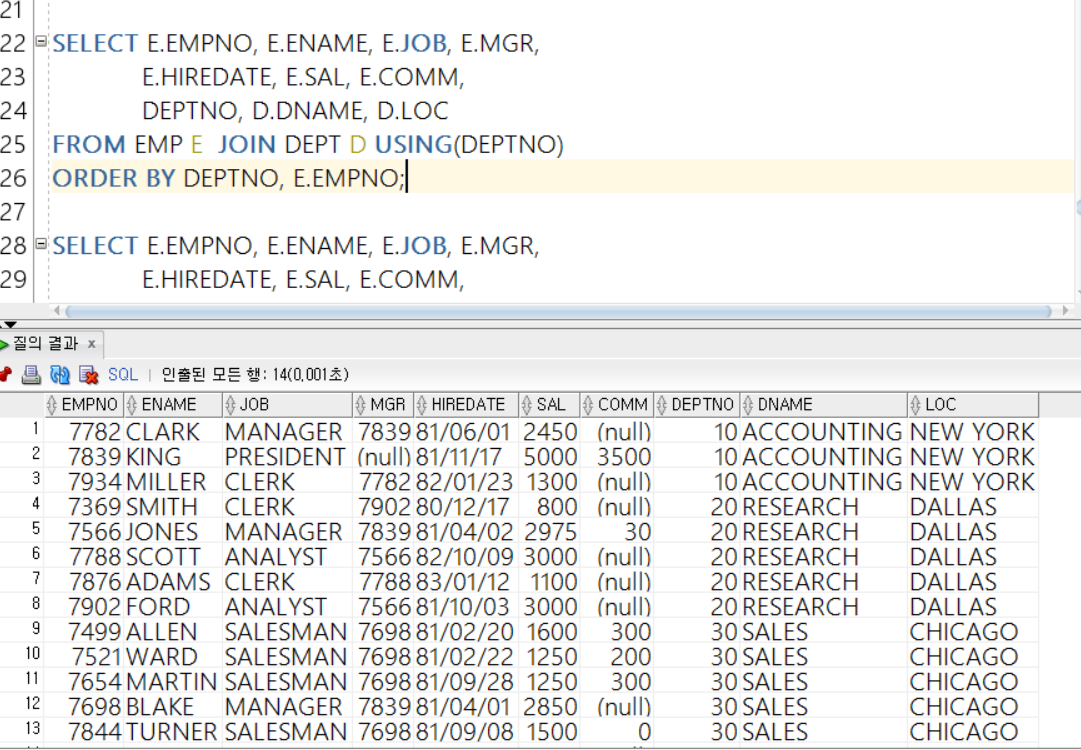 21
22 SELECT E.EMPNO, E.ENAME, E.JOB, E.MGR,
23 E.HIREDATE, E.SAL, E.COMM,
24 DEPTNO, D.DNAME, D.LOC
25 FROM EMP E  JOIN DEPT D USING(DEPTNO)
26 ORDER BY DEPTNO, E.EMPNO;
27
28 SELECT E.EMPNO, E.ENAME, E.JOB, E.MGR,
29 E.HIREDATE, E.SAL, E.COMM,
질의 결과 x
SQL | 인출된 모든 행: 14(0,001초)
EMPNO ENAME JOB MGR HIREDATE SAL COMM DEPTNO DNAME LOC
1 7782 CLARK MANAGER 7839 81/06/01 2450 (null) 10 ACCOUNTING NEW YORK
2 7839 KING PRESIDENT (null) 81/11/17 5000 3500 10 ACCOUNTING NEW YORK
3 7934 MILLER CLERK 7782 82/01/23 1300 (null) 10 ACCOUNTING NEW YORK
4 7369 SMITH CLERK 7902 80/12/17 800 (null) 20 RESEARCH DALLAS
5 7566 JONES MANAGER 7839 81/04/02 2975 30 20 RESEARCH DALLAS
6 7788 SCOTT ANALYST 7566 82/10/09 3000 (null) 20 RESEARCH DALLAS
7 7876 ADAMS CLERK 7788 83/01/12 1100 (null) 20 RESEARCH DALLAS
8 7902 FORD ANALYST 7566 81/10/03 3000 (null) 20 RESEARCH DALLAS
9 7499 ALLEN SALESMAN 7698 81/02/20 1600 300 30 SALES CHICAGO
10 7521 WARD SALESMAN 7698 81/02/22 1250 200 30 SALES CHICAGO
11 7654 MARTIN SALESMAN 7698 81/09/28 1250 300 30 SALES CHICAGO
12 7698 BLAKE MANAGER 7839 81/04/01 2850 (null) 30 SALES CHICAGO
13 7844 TURNER SALESMAN 7698 81/09/08 1500 0 30 SALES CHICAGO